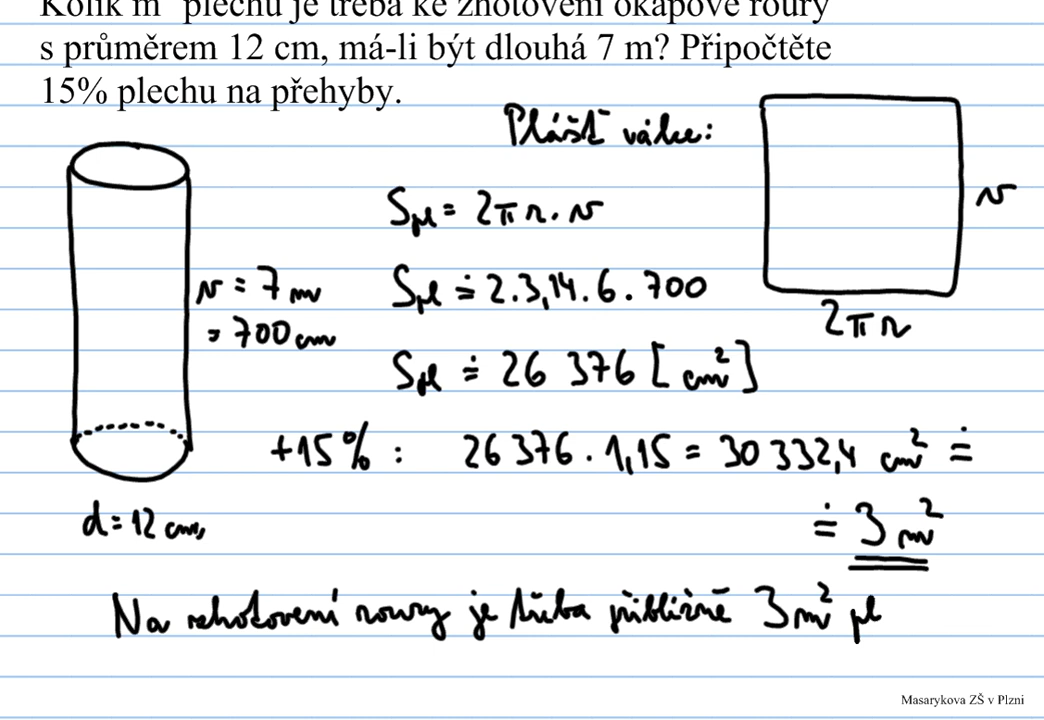 Kolik m² plechu je třeba ke zhotovení okapové roury
s průměrem 12 cm, má-li být dlouhá 7 m? Připočtěte
15% plechu na přehyby.
Plášť válce:
v
2πr
Spl = 2πr.v
v = 7 m
= 700 cm
Spl ≐ 2.3,14.6.700
Spl ≐ 26 376 [cm²]
+15% : 26 376 . 1,15 = 30 332,4 cm² ≐
d = 12 cm
≐ 3 m²
Na zhotovení roury je třeba přibližně 3 m² pl
Masarykova ZŠ v Plzni